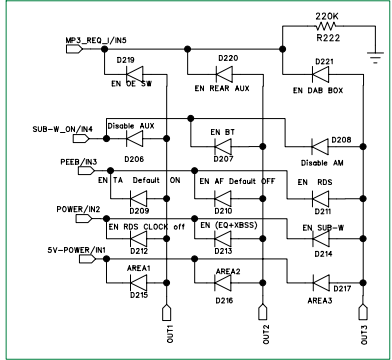 220K
MP3_REQ_I/IN5
R222
D219
D220
D221
EN OE SW
EN REAR AUX
EN DAB BOX
Disable AUX
EN BT
D208
SUB-W_ON/IN4
D206
D207
Disable AM
PEEB/IN3
EN TA Default ON
EN AF Default OFF
EN RDS
D209
D210
D211
POWER/IN2
EN RDS CLOCK off
EN (EQ+XBSS)
EN SUB-W
D212
D213
D214
5V-POWER/IN1
AREA1
AREA2
D217
D215
D216
AREA3
OUT1
OUT2
OUT3